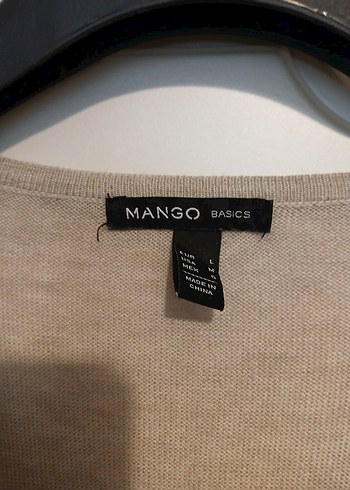 MANGO BASICS
EUR L
USA M
MEX G
MADE IN
CHINA